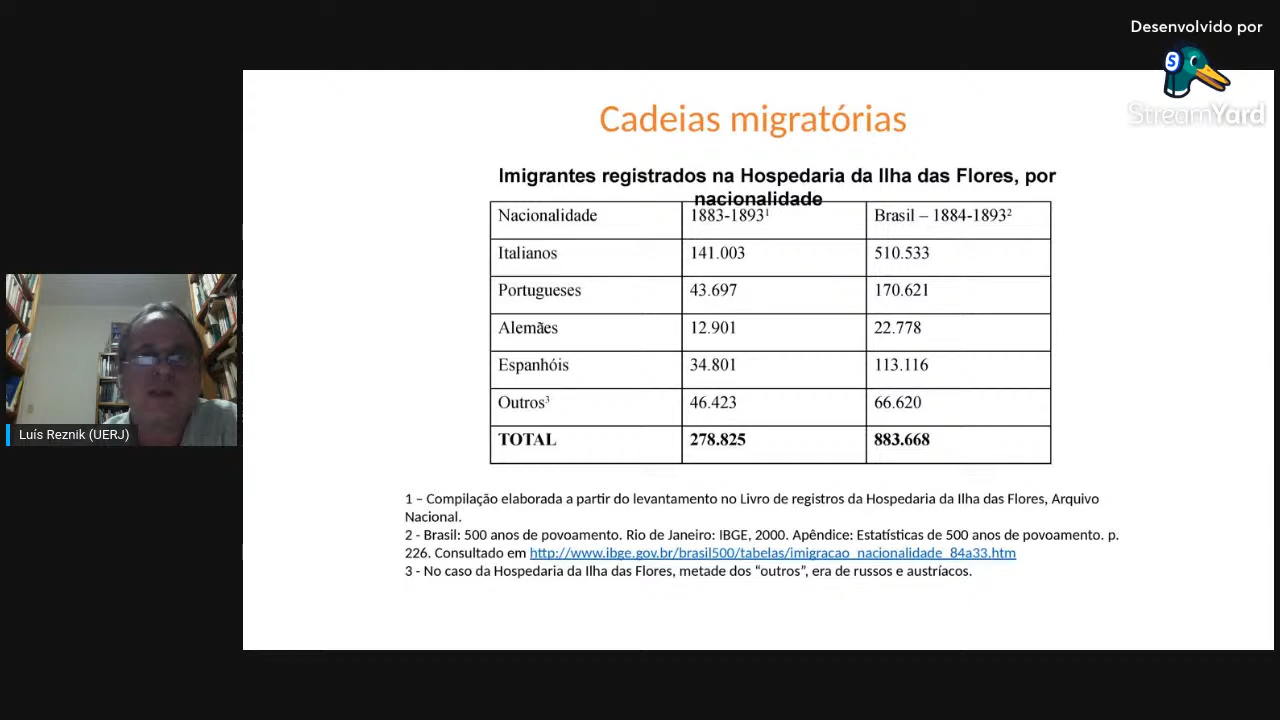 Desenvolvido por
S
StreamYard
Cadeias migratórias
Imigrantes registrados na Hospedaria da Ilha das Flores, por
nacionalidade
Nacionalidade 1883-1893¹ Brasil – 1884-1893²
Italianos 141.003 510.533
Portugueses 43.697 170.621
Alemães 12.901 22.778
Espanhóis 34.801 113.116
Outros³ 46.423 66.620
TOTAL 278.825 883.668
Luís Reznik (UERJ)
1 – Compilação elaborada a partir do levantamento no Livro de registros da Hospedaria da Ilha das Flores, Arquivo
Nacional.
2 - Brasil: 500 anos de povoamento. Rio de Janeiro: IBGE, 2000. Apêndice: Estatísticas de 500 anos de povoamento. p.
226. Consultado em http://www.ibge.gov.br/brasil500/tabelas/imigracao_nacionalidade_84a33.htm
3 - No caso da Hospedaria da Ilha das Flores, metade dos “outros”, era de russos e austríacos.